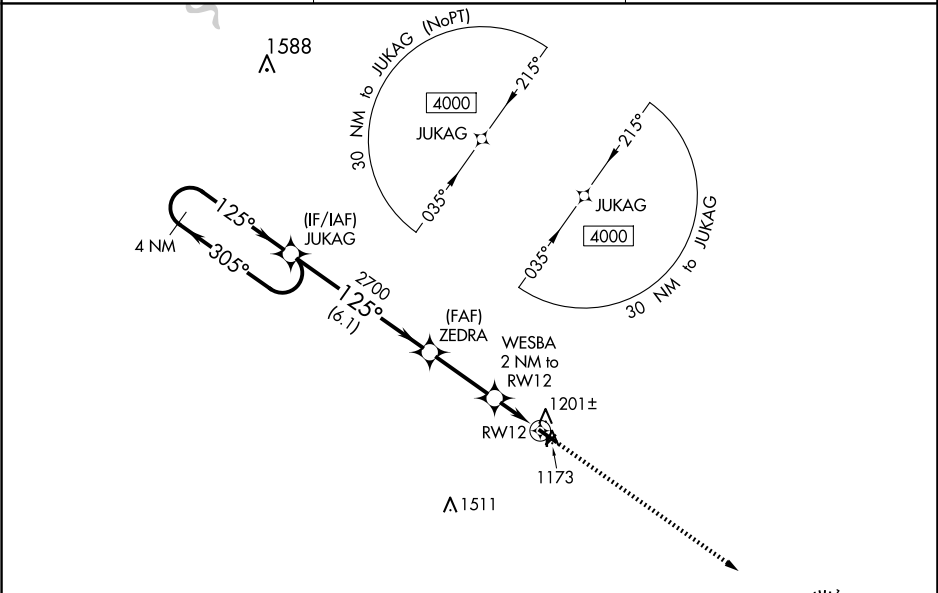 1588
30 NM to JUKAG (NoPT)
215°
4000
JUKAG
035°
215°
JUKAG
4000
035°
30 NM to JUKAG
125°
(IF/IAF)
JUKAG
4 NM
305°
2700
125°
(6.1)
(FAF)
ZEDRA
WESBA
2 NM to
RW12
1201±
RW12
1173
1511